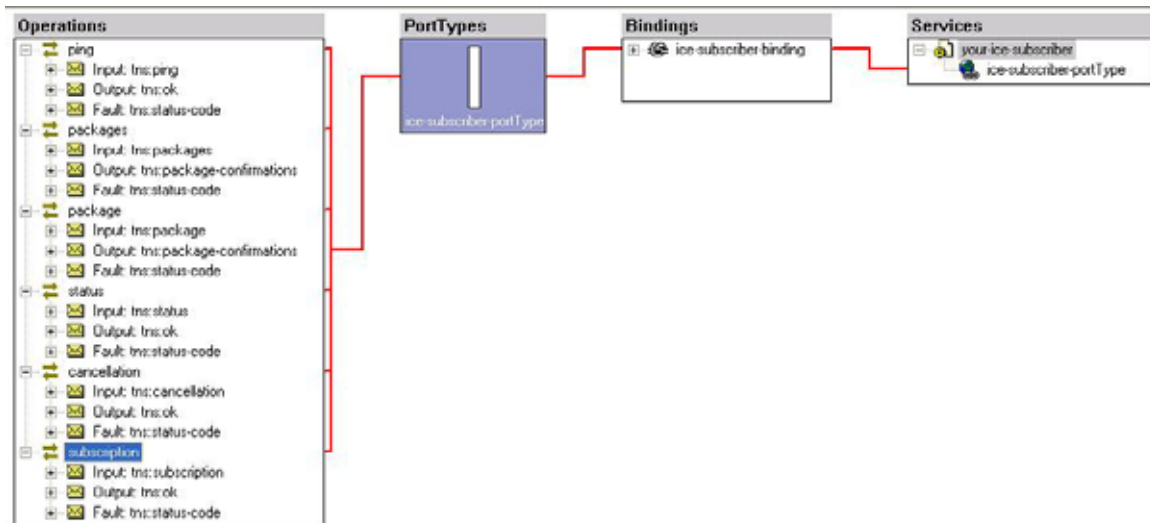 Operations
ping
Input: tns:ping
Output: tns:ok
Fault: tns:status-code
packages
Input: tns:packages
Output: tns:package-confirmations
Fault: tns:status-code
package
Input: tns:package
Output: tns:package-confirmations
Fault: tns:status-code
status
Input: tns:status
Output: tns:ok
Fault: tns:status-code
cancellation
Input: tns:cancellation
Output: tns:ok
Fault: tns:status-code
subscription
Input: tns:subscription
Output: tns:ok
Fault: tns:status-code
PortTypes
ice-subscriber-portType
Bindings
ice-subscriber-binding
Services
your-ice-subscriber
ice-subscriber-portType